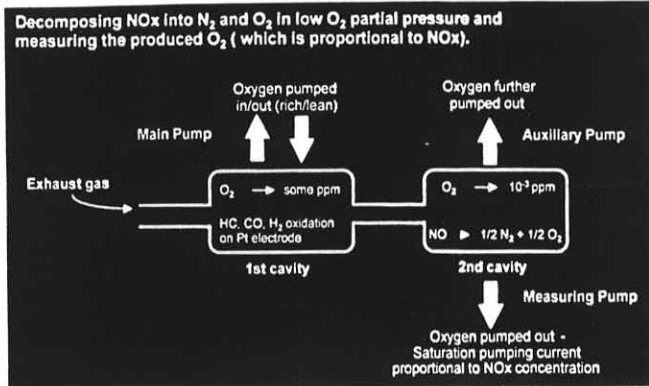 Decomposing NOx into N₂ and O₂ in low O₂ partial pressure and
measuring the produced O₂ ( which is proportional to NOx).
Oxygen pumped
in/out (rich/lean)
Oxygen further
pumped out
Main Pump
Auxillary Pump
Exhaust gas
O₂ → some ppm
O₂ → 10⁻³ ppm
HC, CO, H₂ oxidation
on Pt electrode
NO ▶ 1/2 N₂ + 1/2 O₂
1st cavity
2nd cavity
Measuring Pump
Oxygen pumped out -
Saturation pumping current
proportional to NOx concentration